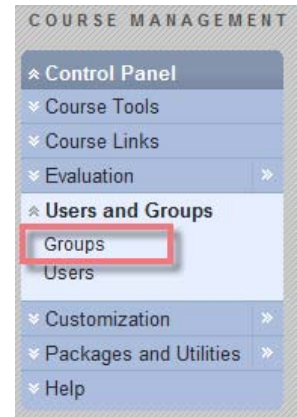 COURSE MANAGEMENT
Control Panel
Course Tools
Course Links
Evaluation
Users and Groups
Groups
Users
Customization
Packages and Utilities
Help